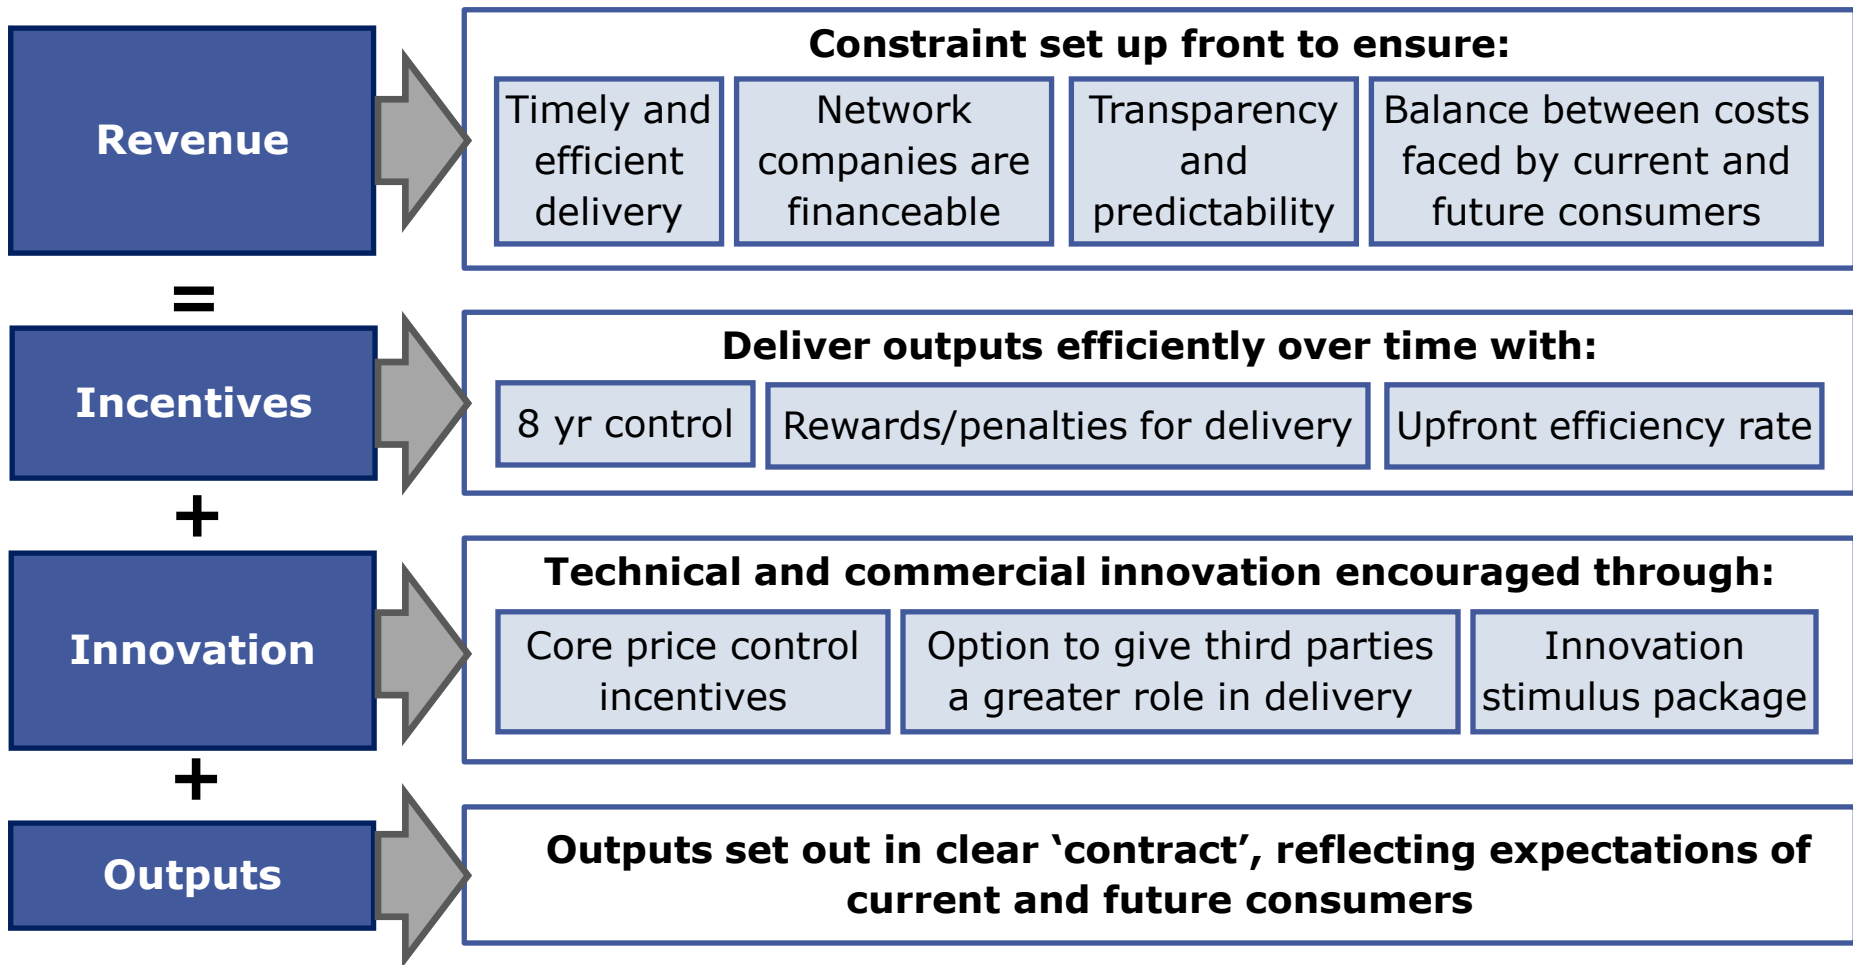 Revenue
Constraint set up front to ensure:
Timely and
efficient
delivery
Network
companies are
financeable
Transparency
and
predictability
Balance between costs
faced by current and
future consumers
=
Incentives
Deliver outputs efficiently over time with:
8 yr control
Rewards/penalties for delivery
Upfront efficiency rate
+
Innovation
Technical and commercial innovation encouraged through:
Core price control
incentives
Option to give third parties
a greater role in delivery
Innovation
stimulus package
+
Outputs
Outputs set out in clear ‘contract’, reflecting expectations of
current and future consumers